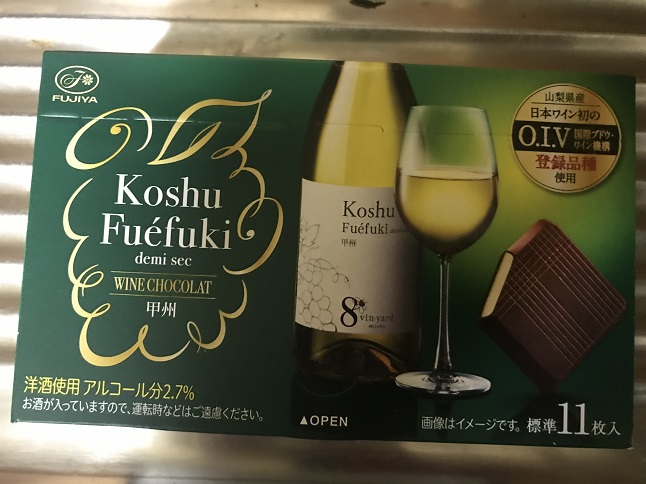 FUJIYA
Koshu
Fuéfuki
demi sec
WINE CHOCOLAT
甲州
洋酒使用 アルコール分2.7%
お酒が入っていますので、運転時などはご遠慮ください。
Koshu
Fuéfuki
甲州
8 vin-yard
▲OPEN
山梨県産
日本ワイン初の
O.I.V 国際ブドウ・
ワイン機構
登録品種
使用
画像はイメージです。 標準11枚入